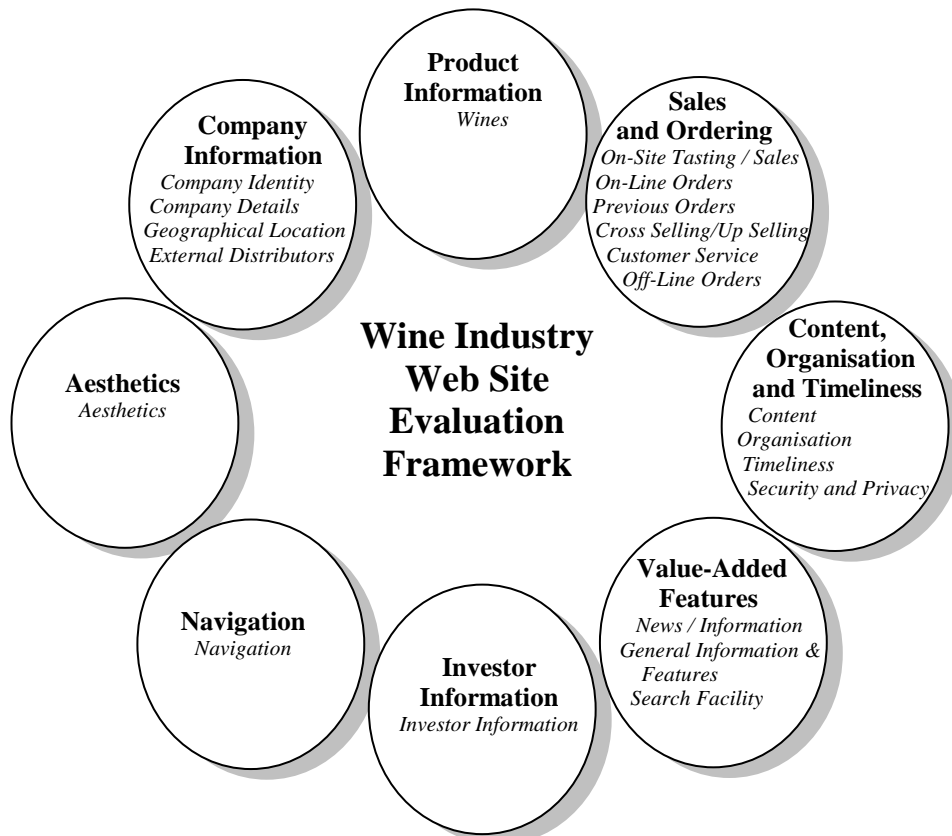 Product
Information
Wines
Sales
and Ordering
On-Site Tasting / Sales
On-Line Orders
Previous Orders
Cross Selling/Up Selling
Customer Service
Off-Line Orders
Company
Information
Company Identity
Company Details
Geographical Location
External Distributors
Wine Industry
Web Site
Evaluation
Framework
Content,
Organisation
and Timeliness
Content
Organisation
Timeliness
Security and Privacy
Aesthetics
Aesthetics
Value-Added
Features
News / Information
General Information &
Features
Search Facility
Navigation
Navigation
Investor
Information
Investor Information